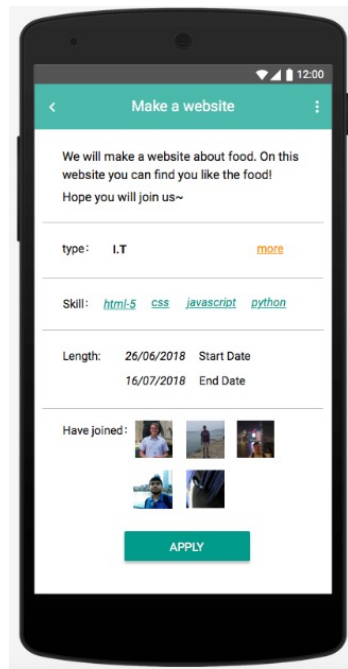 12:00
Make a website
We will make a website about food. On this
website you can find you like the food!
Hope you will join us~
type: I.T more
Skill: html-5 css javascript python
Length: 26/06/2018 Start Date
16/07/2018 End Date
Have joined:
APPLY